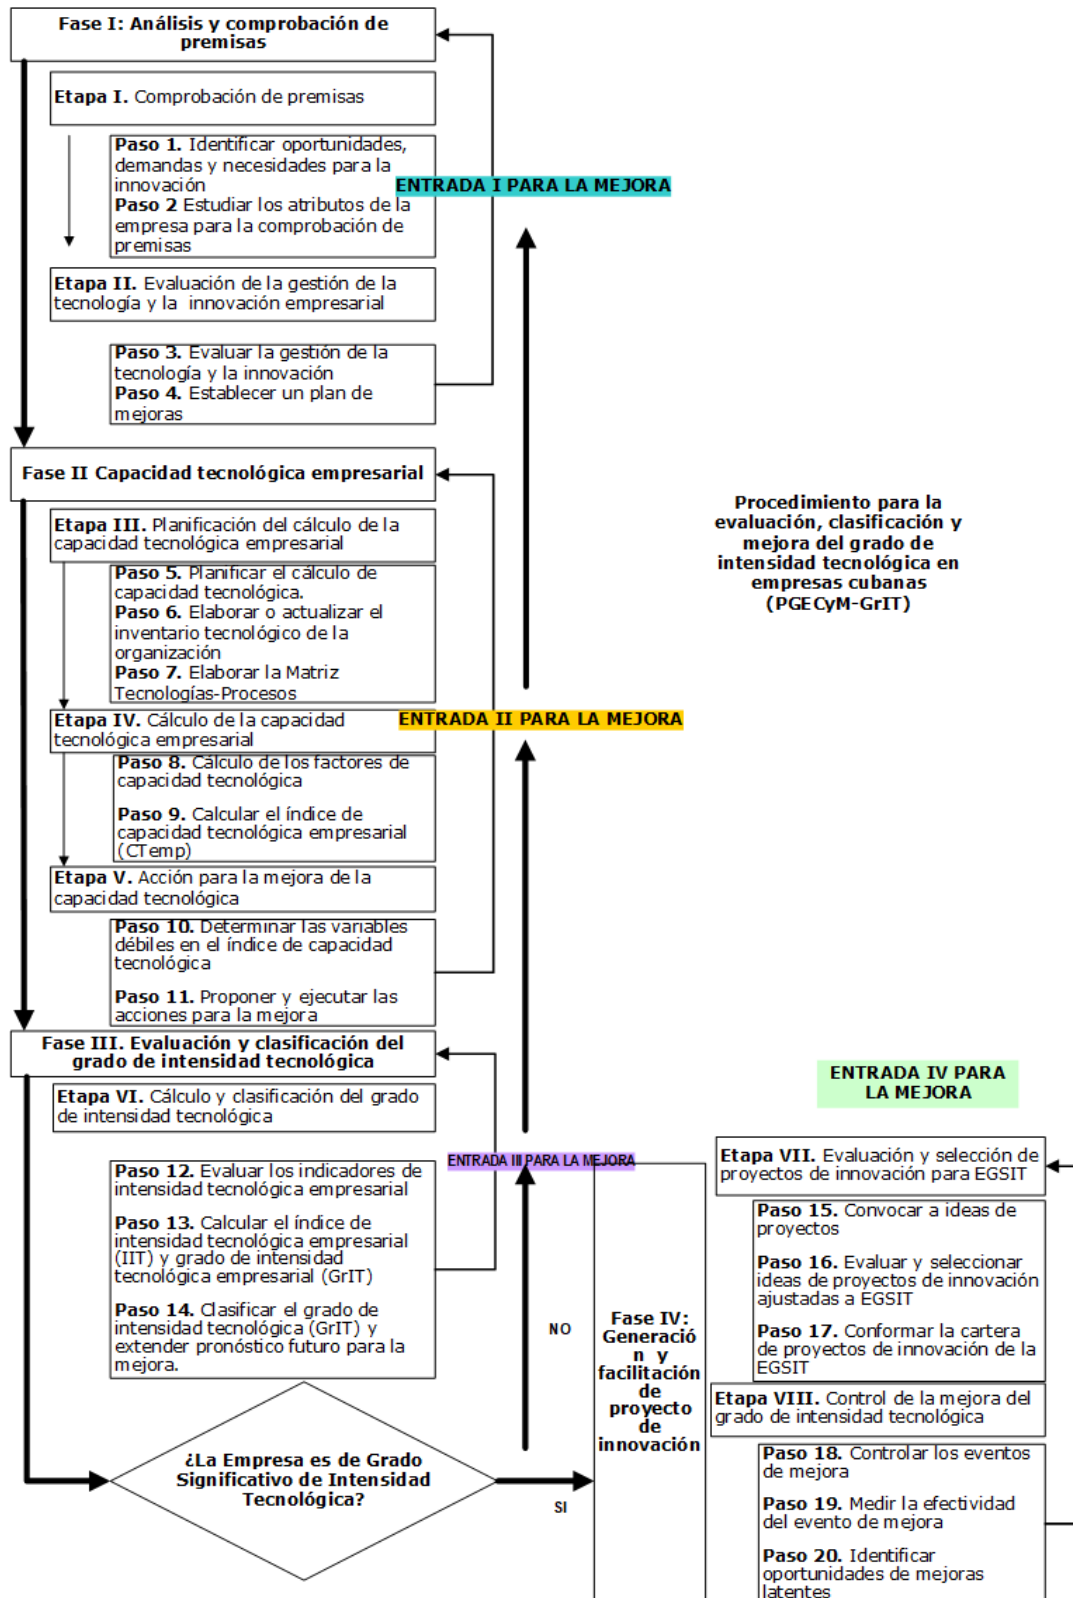 Fase I: Análisis y comprobación de
premisas
Etapa I. Comprobación de premisas
Paso 1. Identificar oportunidades,
demandas y necesidades para la
innovación
Paso 2 Estudiar los atributos de la
empresa para la comprobación de
premisas
ENTRADA I PARA LA MEJORA
Etapa II. Evaluación de la gestión de la
tecnología y la innovación empresarial
Paso 3. Evaluar la gestión de la
tecnología y la innovación
Paso 4. Establecer un plan de
mejoras
Fase II Capacidad tecnológica empresarial
Procedimiento para la
evaluación, clasificación y
mejora del grado de
intensidad tecnológica en
empresas cubanas
(PGECyM-GrIT)
Etapa III. Planificación del cálculo de la
capacidad tecnológica empresarial
Paso 5. Planificar el cálculo de
capacidad tecnológica.
Paso 6. Elaborar o actualizar el
inventario tecnológico de la
organización
Paso 7. Elaborar la Matriz
Tecnologías-Procesos
Etapa IV. Cálculo de la capacidad
tecnológica empresarial
ENTRADA II PARA LA MEJORA
Paso 8. Cálculo de los factores de
capacidad tecnológica
Paso 9. Calcular el índice de
capacidad tecnológica empresarial
(CTemp)
Etapa V. Acción para la mejora de la
capacidad tecnológica
Paso 10. Determinar las variables
débiles en el índice de capacidad
tecnológica
Paso 11. Proponer y ejecutar las
acciones para la mejora
Fase III. Evaluación y clasificación del
grado de intensidad tecnológica
Etapa VI. Cálculo y clasificación del grado
de intensidad tecnológica
ENTRADA III PARA LA MEJORA
Paso 12. Evaluar los indicadores de
intensidad tecnológica empresarial
Paso 13. Calcular el índice de
intensidad tecnológica empresarial
(IIT) y grado de intensidad
tecnológica empresarial (GrIT)
Paso 14. Clasificar el grado de
intensidad tecnológica (GrIT) y
extender pronóstico futuro para la
mejora.
¿La Empresa es de Grado
Significativo de Intensidad
Tecnológica?
NO
SI
Fase IV:
Generació
n y
facilitación
de
proyecto
de
innovación
ENTRADA IV PARA
LA MEJORA
Etapa VII. Evaluación y selección de
proyectos de innovación para EGSIT
Paso 15. Convocar a ideas de
proyectos
Paso 16. Evaluar y seleccionar
ideas de proyectos de innovación
ajustadas a EGSIT
Paso 17. Conformar la cartera
de proyectos de innovación de la
EGSIT
Etapa VIII. Control de la mejora del
grado de intensidad tecnológica
Paso 18. Controlar los eventos
de mejora
Paso 19. Medir la efectividad
del evento de mejora
Paso 20. Identificar
oportunidades de mejoras
latentes